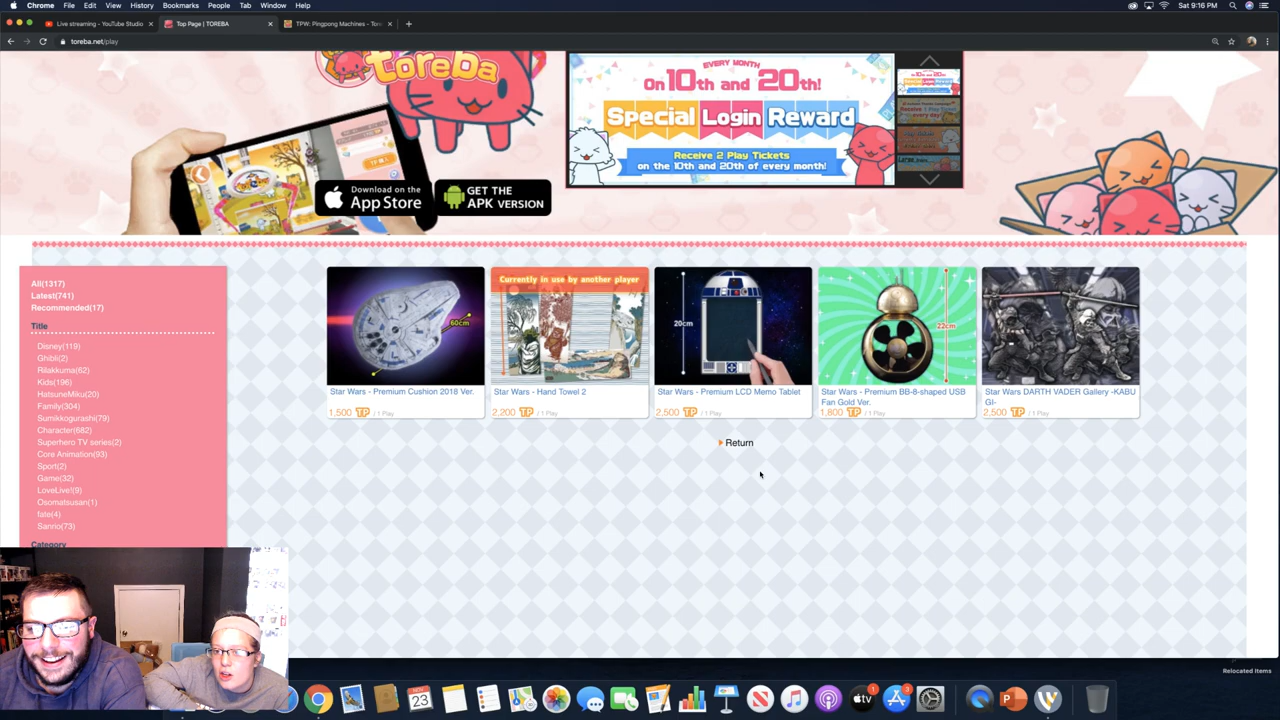 Chrome File Edit View History Bookmarks People Tab Window Help
Sat 9:16 PM
Live streaming - YouTube Studio
Top Page | TOREBA
TPW: Pingpong Machines - Tore
toreba.net/play
toreba
Download on the
App Store
GET THE
APK VERSION
EVERY MONTH
On 10th and 20th!
Special Login Reward
Receive 2 Play Tickets
on the 10th and 20th of every month!
All(1317)
Latest(741)
Recommended(17)
Title
Disney(119)
Ghibli(2)
Rilakkuma(62)
Kids(196)
HatsuneMiku(20)
Family(304)
Sumikkogurashi(79)
Character(682)
Superhero TV series(2)
Core Animation(93)
Sport(2)
Game(32)
LoveLive!(9)
Osomatsusan(1)
fate(4)
Sanrio(73)
Category
60cm
Star Wars - Premium Cushion 2018 Ver.
1,500 TP / 1 Play
Currently in use by another player
Star Wars - Hand Towel 2
2,200 TP / 1 Play
20cm
Star Wars - Premium LCD Memo Tablet
2,500 TP / 1 Play
22cm
Star Wars - Premium BB-8-shaped USB
Fan Gold Ver.
1,800 TP / 1 Play
Star Wars DARTH VADER Gallery -KABU
GI-
2,500 TP / 1 Play
Return
Relocated Items
NOV
23
tv